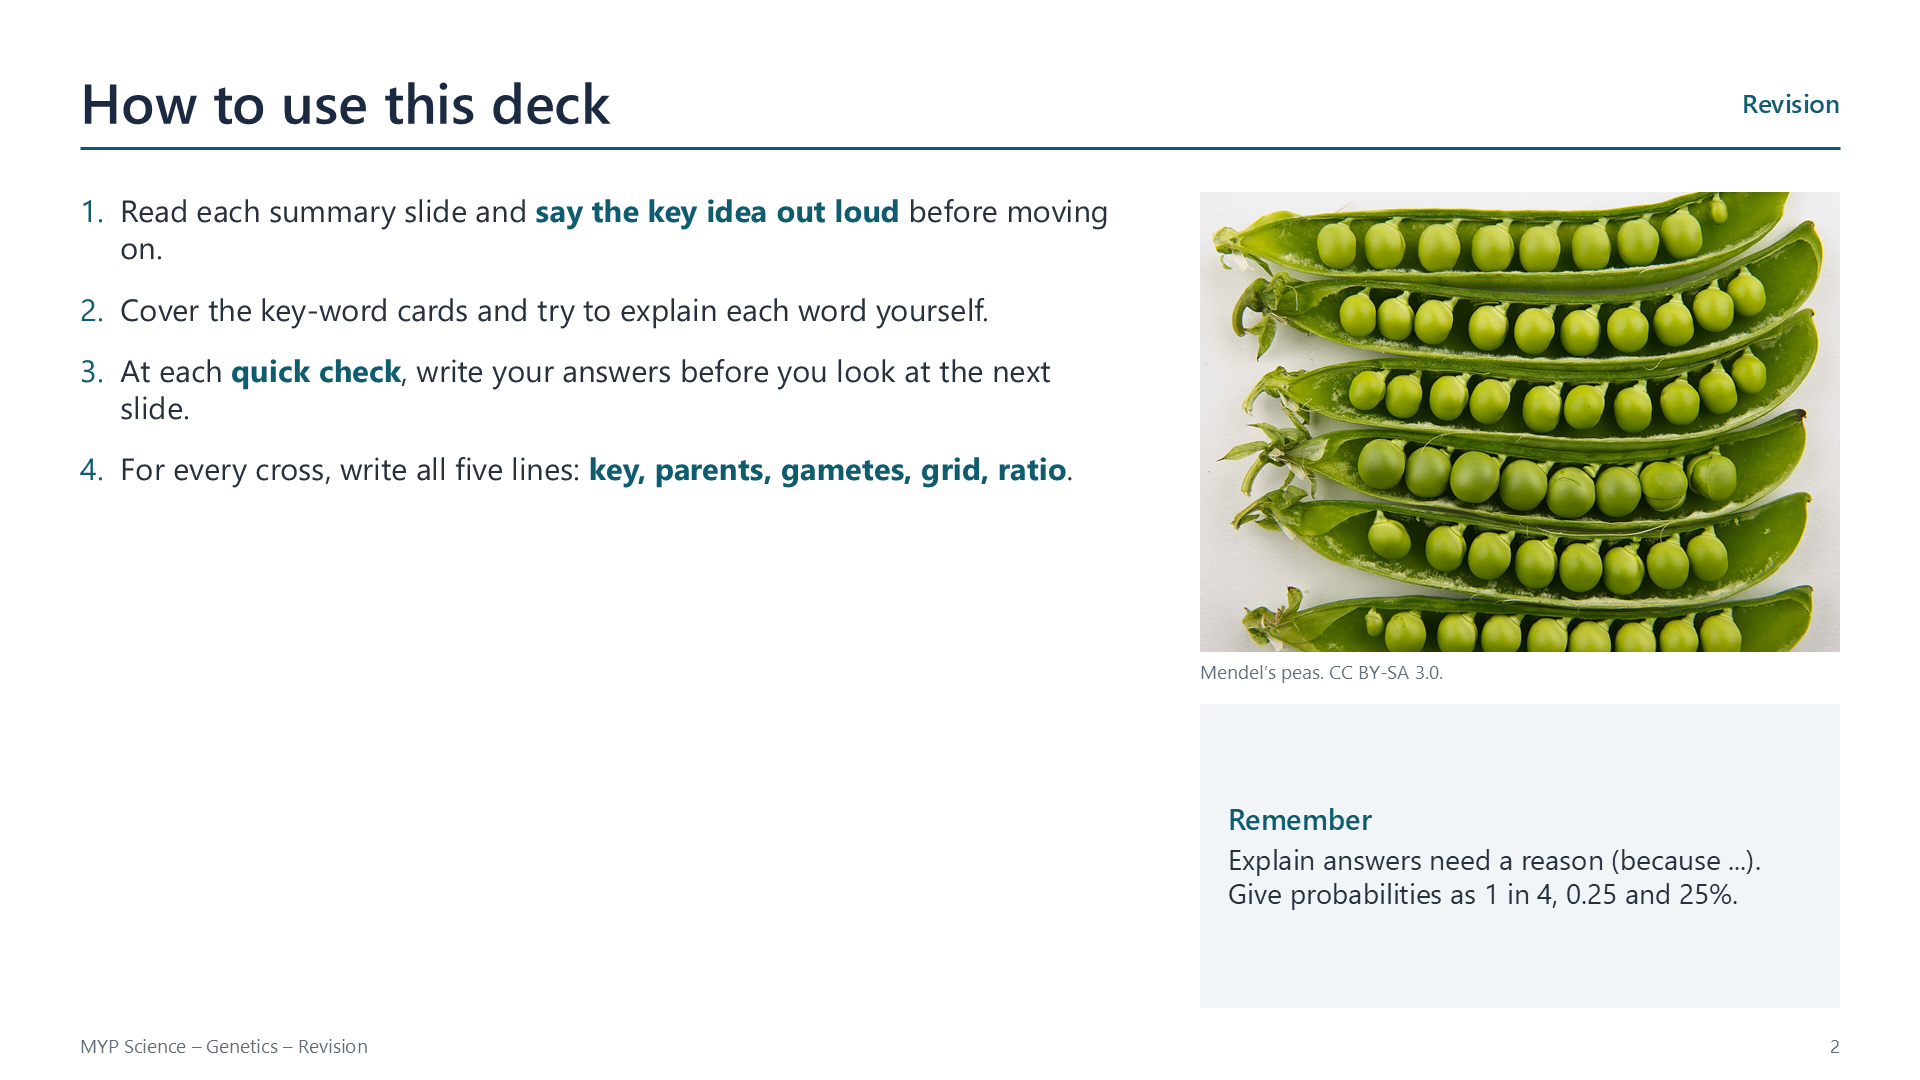 How to use this deck
Revision
1. Read each summary slide and say the key idea out loud before moving
on.
2. Cover the key-word cards and try to explain each word yourself.
3. At each quick check, write your answers before you look at the next
slide.
4. For every cross, write all five lines: key, parents, gametes, grid, ratio.
Mendel’s peas. CC BY-SA 3.0.
Remember
Explain answers need a reason (because ...).
Give probabilities as 1 in 4, 0.25 and 25%.
MYP Science – Genetics – Revision
2